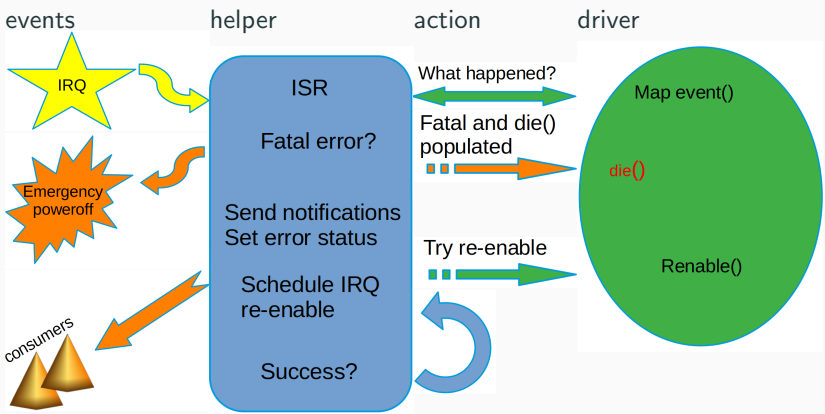 events
helper
action
driver
IRQ
Emergency
poweroff
consumers
ISR
Fatal error?
Send notifications
Set error status
Schedule IRQ
re-enable
Success?
What happened?
Fatal and die()
populated
Try re-enable
Map event()
die()
Renable()